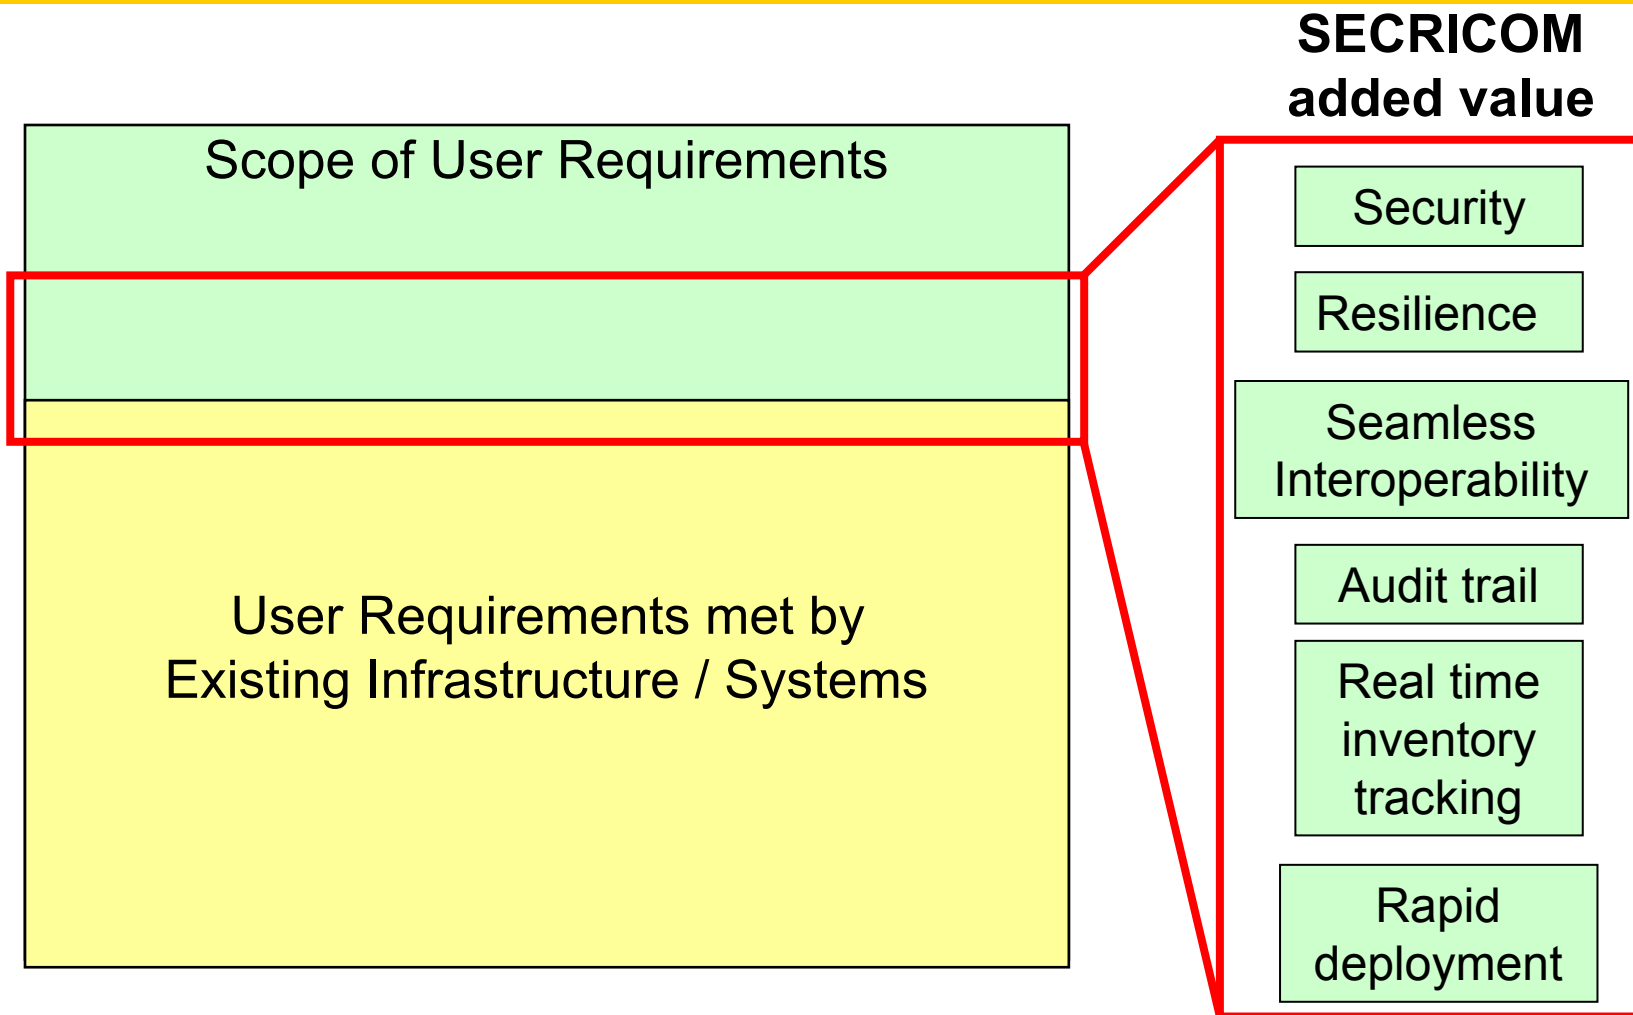 SECRICOM
added value
Scope of User Requirements
User Requirements met by
Existing Infrastructure / Systems
Security
Resilience
Seamless
Interoperability
Audit trail
Real time
inventory
tracking
Rapid
deployment